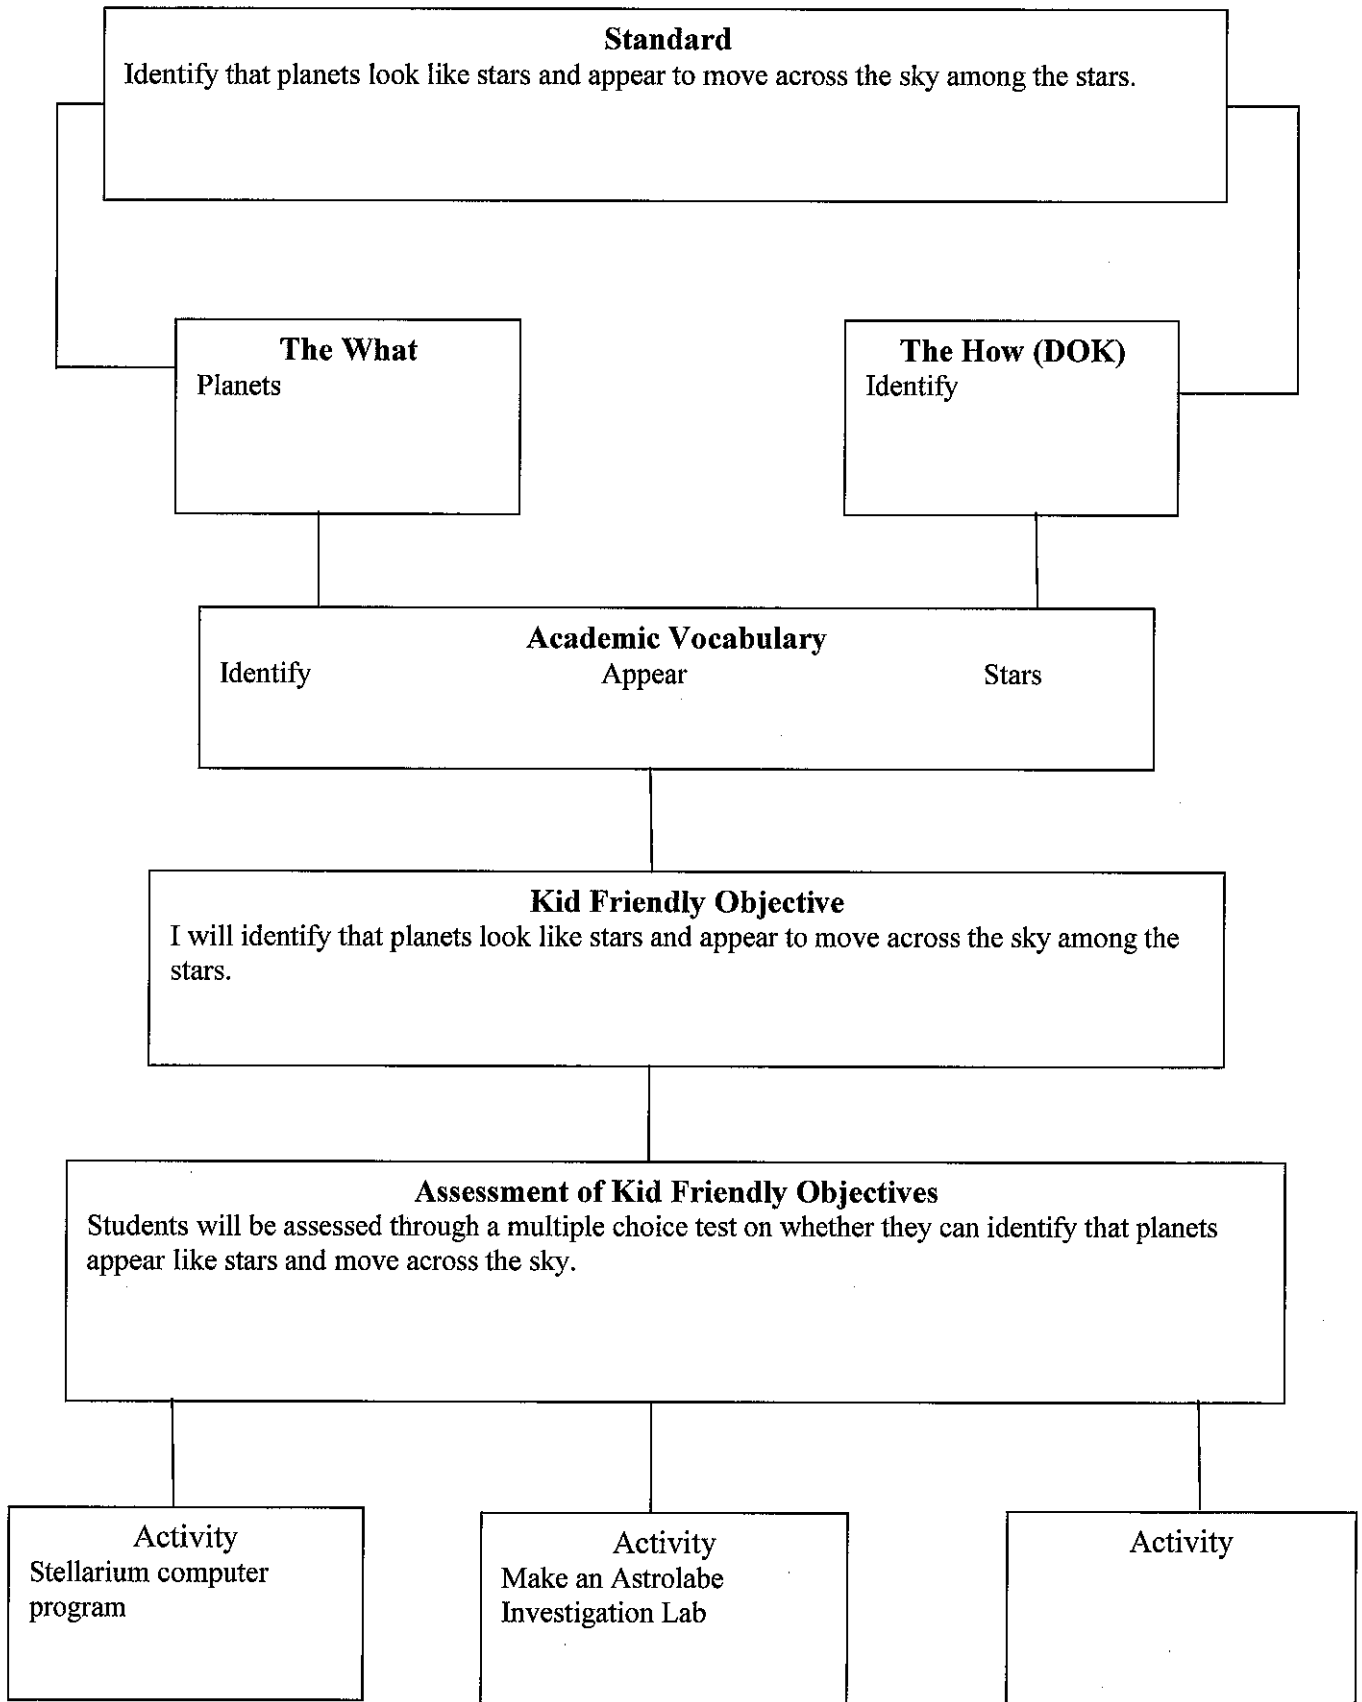 Standard
Identify that planets look like stars and appear to move across the sky among the stars.
The What
Planets
The How (DOK)
Identify
Academic Vocabulary
Identify Appear Stars
Kid Friendly Objective
I will identify that planets look like stars and appear to move across the sky among the
stars.
Assessment of Kid Friendly Objectives
Students will be assessed through a multiple choice test on whether they can identify that planets
appear like stars and move across the sky.
Activity
Stellarium computer
program
Activity
Make an Astrolabe
Investigation Lab
Activity